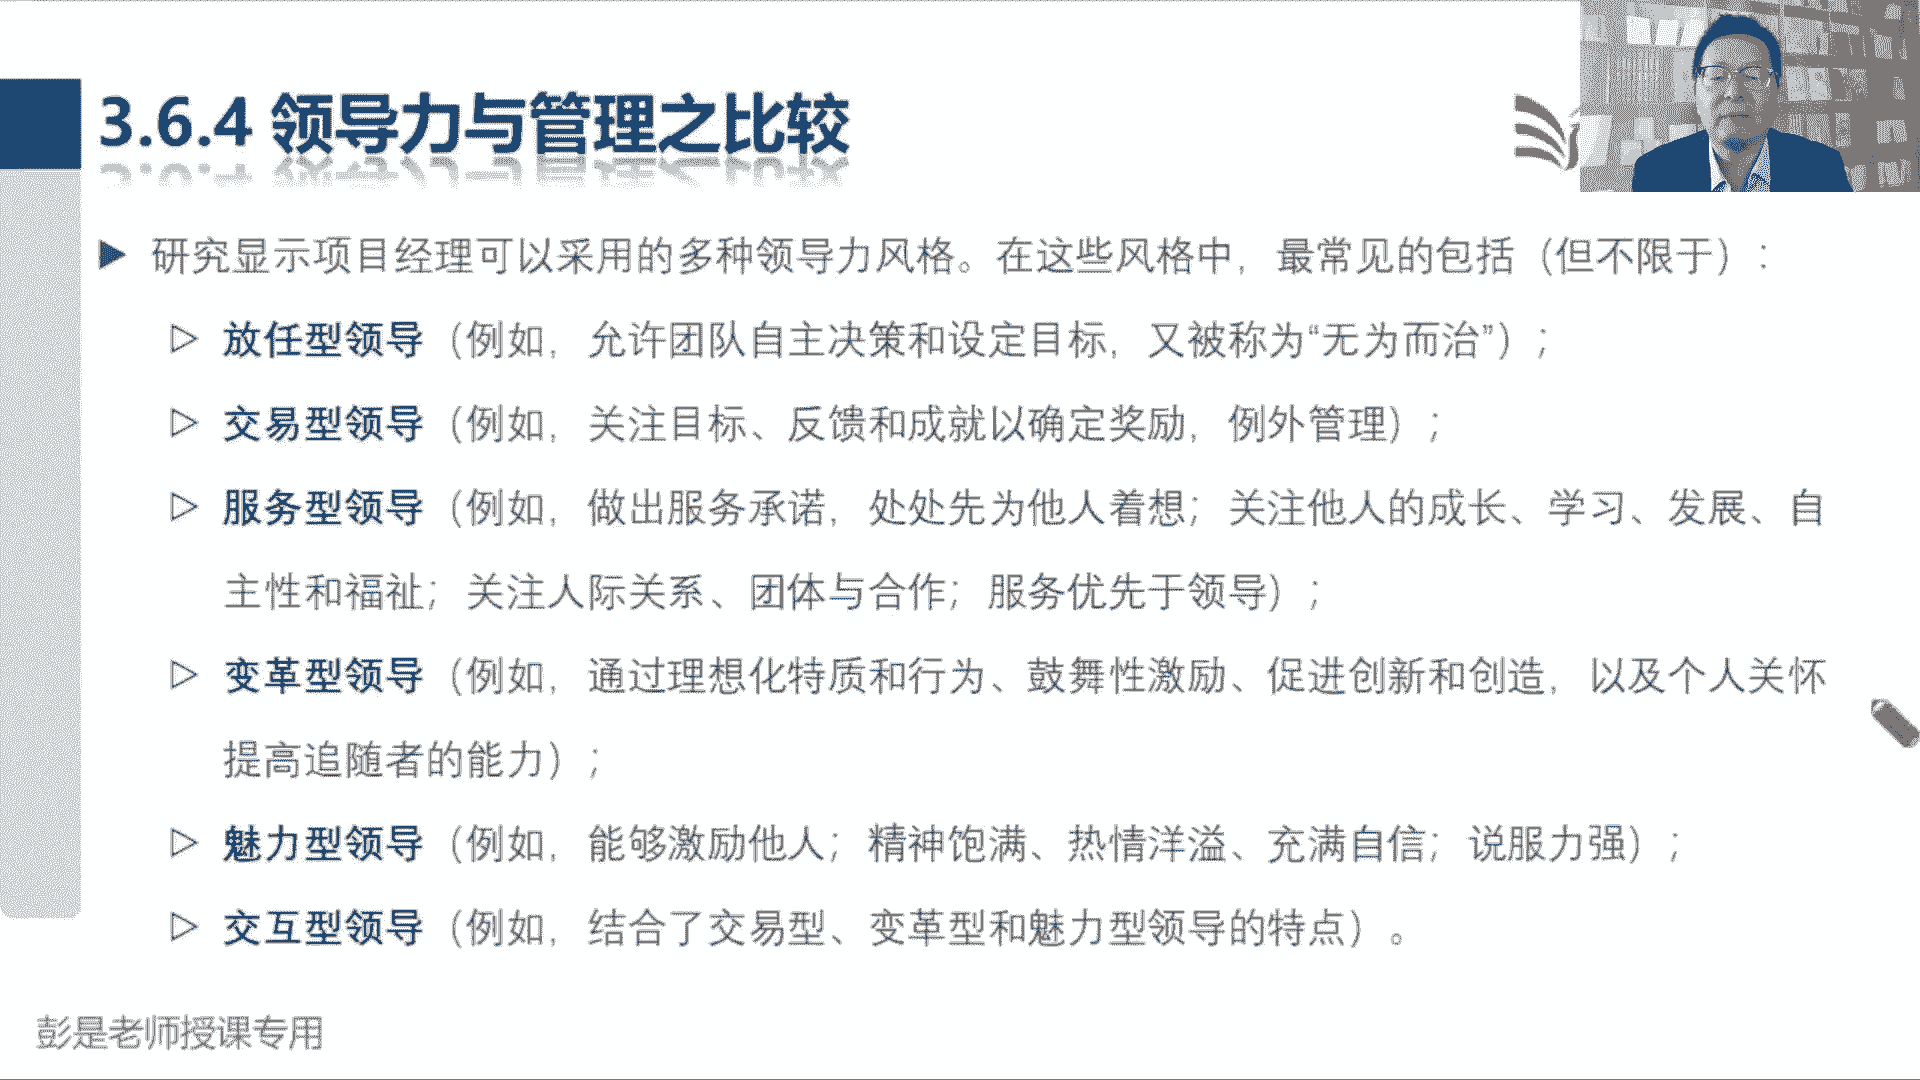 3.6.4 领导力与管理之比较
研究显示项目经理可以采用的多种领导力风格。在这些风格中，最常见的包括（但不限于）：
放任型领导（例如，允许团队自主决策和设定目标，又被称为“无为而治”）；
交易型领导（例如，关注目标、反馈和成就以确定奖励，例外管理）；
服务型领导（例如，做出服务承诺，处处先为他人着想；关注他人的成长、学习、发展、自
主性和福祉；关注人际关系、团体与合作；服务优先于领导）；
变革型领导（例如，通过理想化特质和行为、鼓舞性激励、促进创新和创造，以及个人关怀
提高追随者的能力）；
魅力型领导（例如，能够激励他人；精神饱满、热情洋溢、充满自信；说服力强）；
交互型领导（例如，结合了交易型、变革型和魅力型领导的特点）。
彭是老师授课专用